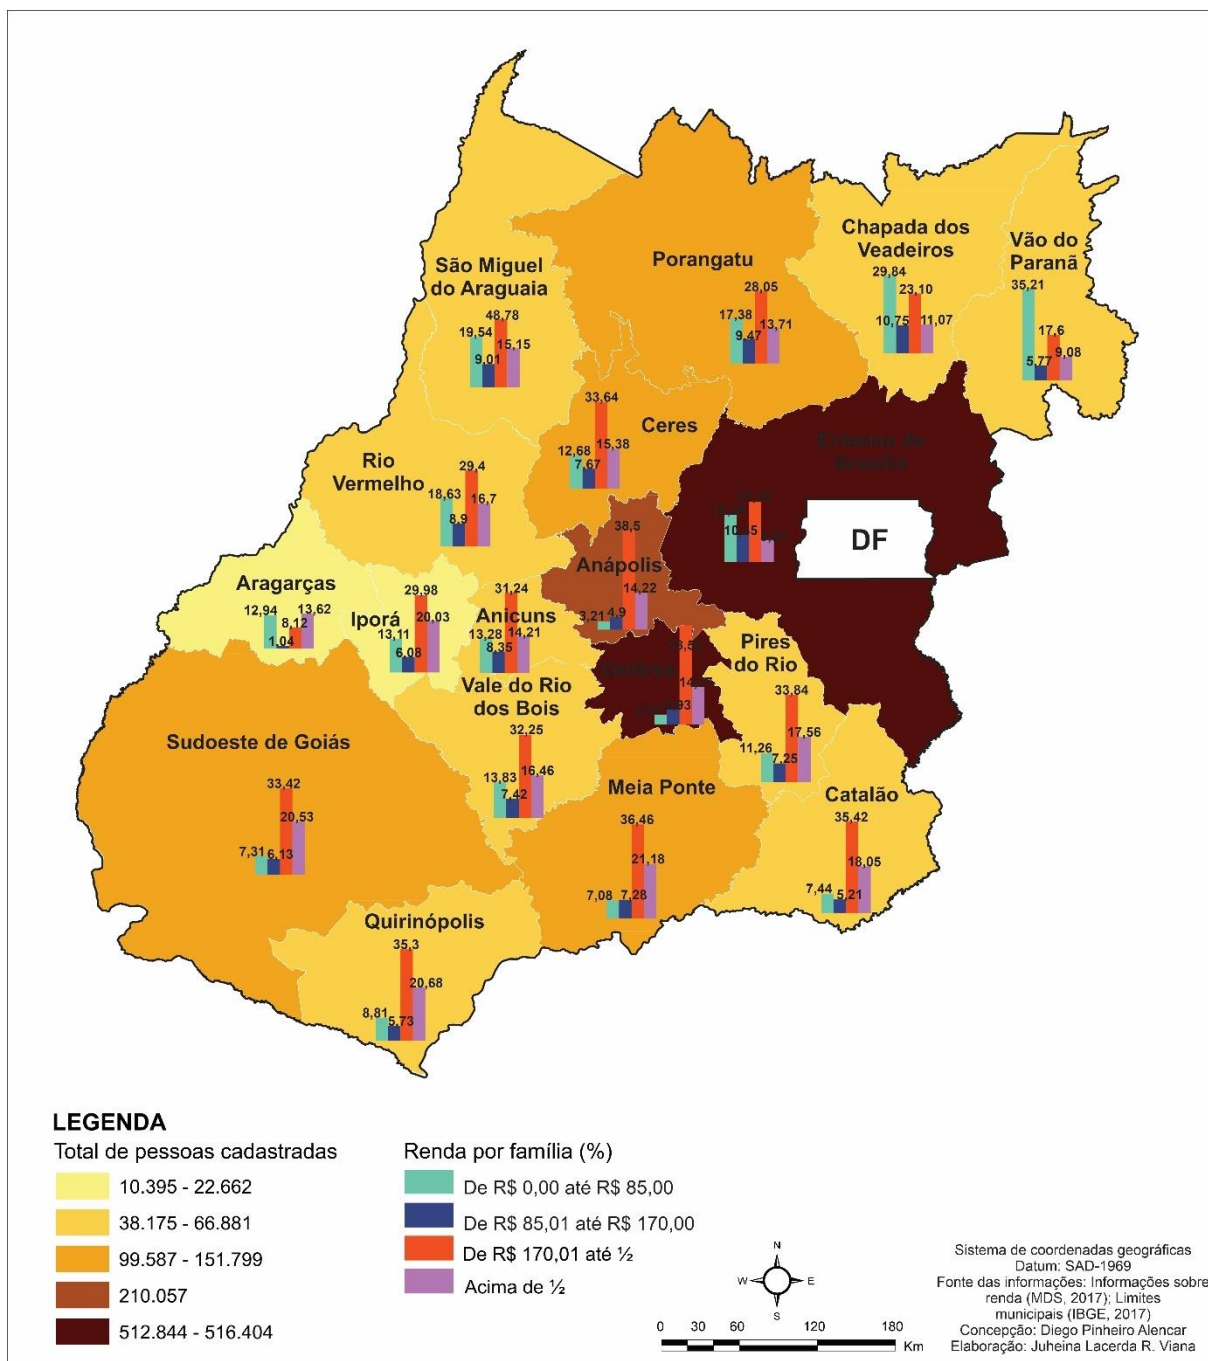 Chapada dos
Veadeiros
29,84
23,10
10,75
11,07
Vão do
Paranã
35,21
17,6
5,77
9,08
São Miguel
do Araguaia
48,78
19,54
9,01
15,15
Porangatu
28,05
17,38
9,47
13,71
Ceres
33,64
12,68
7,67
15,38
Rio
Vermelho
29,4
18,63
8,9
16,7
Entorno de
Brasília
DF
Anápolis
38,5
3,21
4,9
14,22
Aragarças
12,94
1,04
8,12
13,62
Iporá
29,98
13,11
6,08
20,03
Anicuns
31,24
13,28
8,35
14,21
Goiânia
Pires
do Rio
33,84
11,26
7,25
17,56
Vale do Rio
dos Bois
32,25
13,83
7,42
16,46
Sudoeste de Goiás
33,42
7,31
6,13
20,53
Meia Ponte
36,46
7,08
7,28
21,18
Catalão
35,42
7,44
5,21
18,05
Quirinópolis
35,3
8,81
5,73
20,68
LEGENDA
Total de pessoas cadastradas
10.395 - 22.662
38.175 - 66.881
99.587 - 151.799
210.057
512.844 - 516.404
Renda por família (%)
De R$ 0,00 até R$ 85,00
De R$ 85,01 até R$ 170,00
De R$ 170,01 até ½
Acima de ½
N
W
E
S
0 30 60 120 180
Km
Sistema de coordenadas geográficas
Datum: SAD-1969
Fonte das informações: Informações sobre
renda (MDS, 2017); Limites
municipais (IBGE, 2017)
Concepção: Diego Pinheiro Alencar
Elaboração: Juheina Lacerda R. Viana